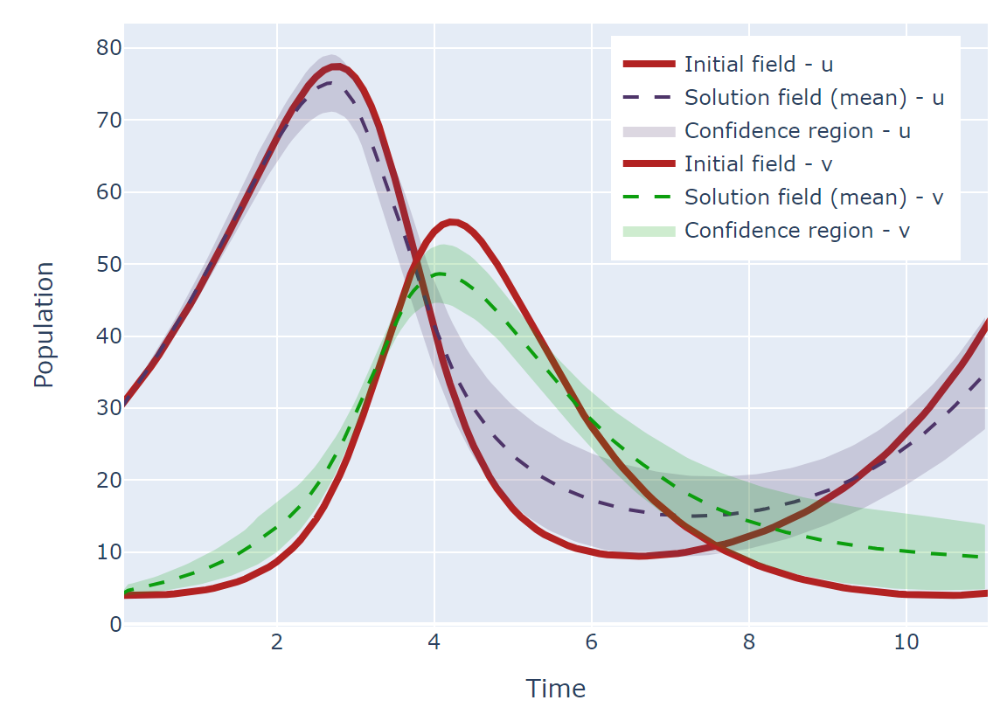 80
70
60
50
40
30
20
10
0
2
4
6
8
10
Population
Time
Initial field - u
Solution field (mean) - u
Confidence region - u
Initial field - v
Solution field (mean) - v
Confidence region - v